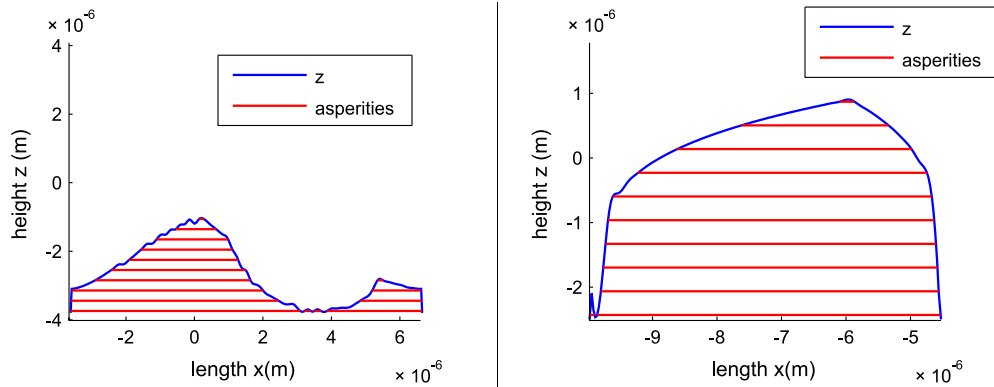 × 10⁻⁶
4
2
0
-2
-4
height z (m)
z
asperities
-2 0 2 4 6
length x(m)
× 10⁻⁶
× 10⁻⁶
1
0
-1
-2
height z (m)
z
asperities
-9 -8 -7 -6 -5
length x(m)
× 10⁻⁶